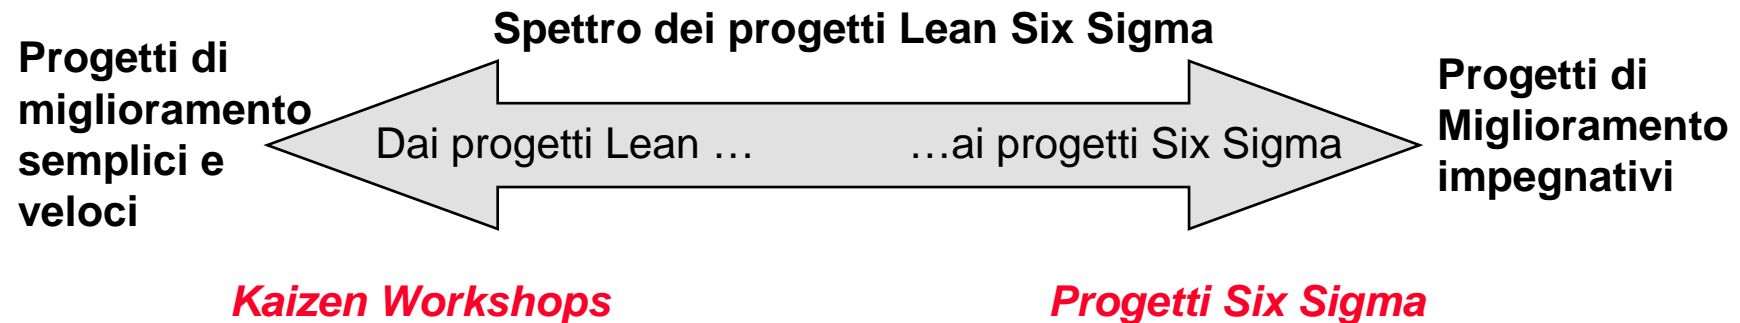 Spettro dei progetti Lean Six Sigma
Progetti di
miglioramento
semplici e
veloci
Dai progetti Lean …
…ai progetti Six Sigma
Progetti di
Miglioramento
impegnativi
Kaizen Workshops
Progetti Six Sigma